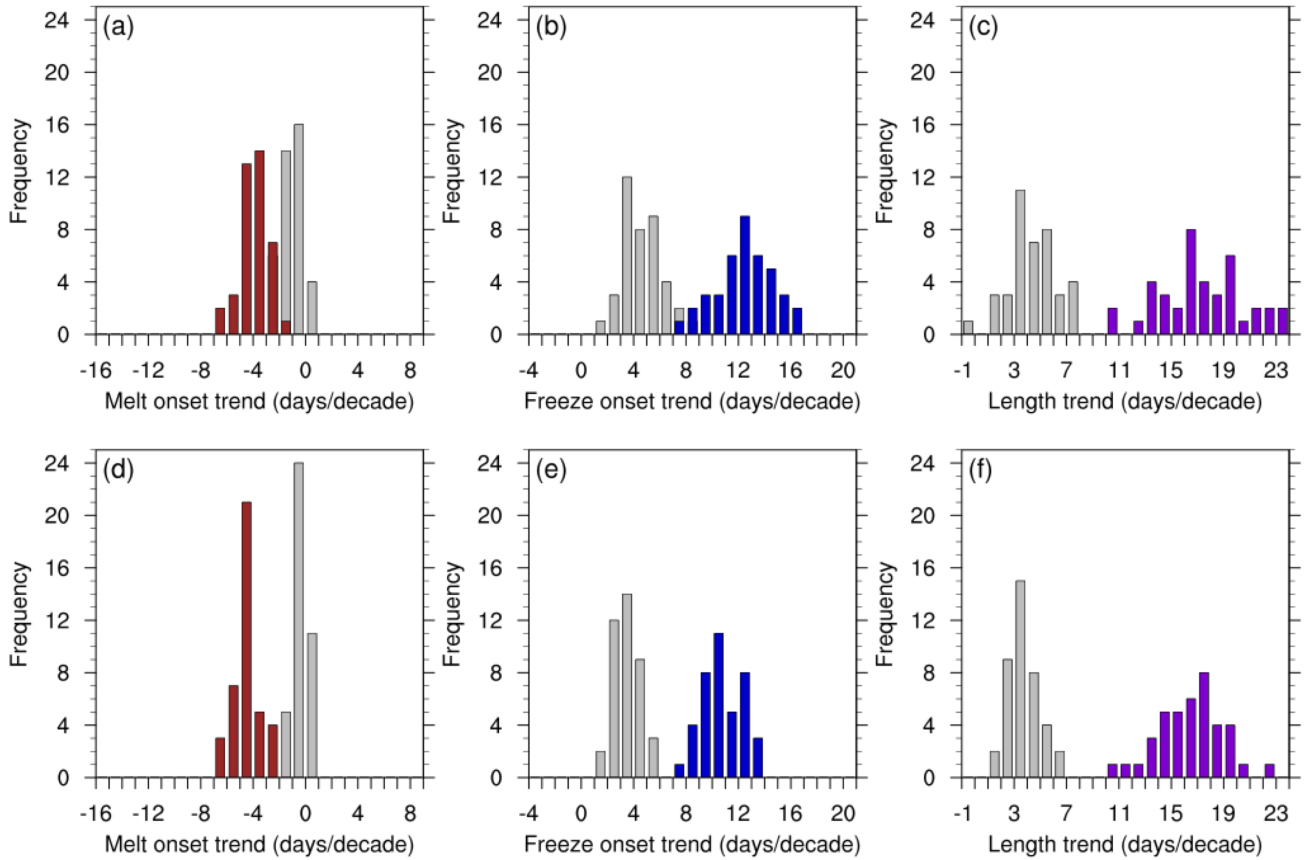 (a)
24
20
16
12
8
4
0
Frequency
-16 -12 -8 -4 0 4 8
Melt onset trend (days/decade)
(b)
24
20
16
12
8
4
0
Frequency
-4 0 4 8 12 16 20
Freeze onset trend (days/decade)
(c)
24
20
16
12
8
4
0
Frequency
-1 3 7 11 15 19 23
Length trend (days/decade)
(d)
24
20
16
12
8
4
0
Frequency
-16 -12 -8 -4 0 4 8
Melt onset trend (days/decade)
(e)
24
20
16
12
8
4
0
Frequency
-4 0 4 8 12 16 20
Freeze onset trend (days/decade)
(f)
24
20
16
12
8
4
0
Frequency
-1 3 7 11 15 19 23
Length trend (days/decade)